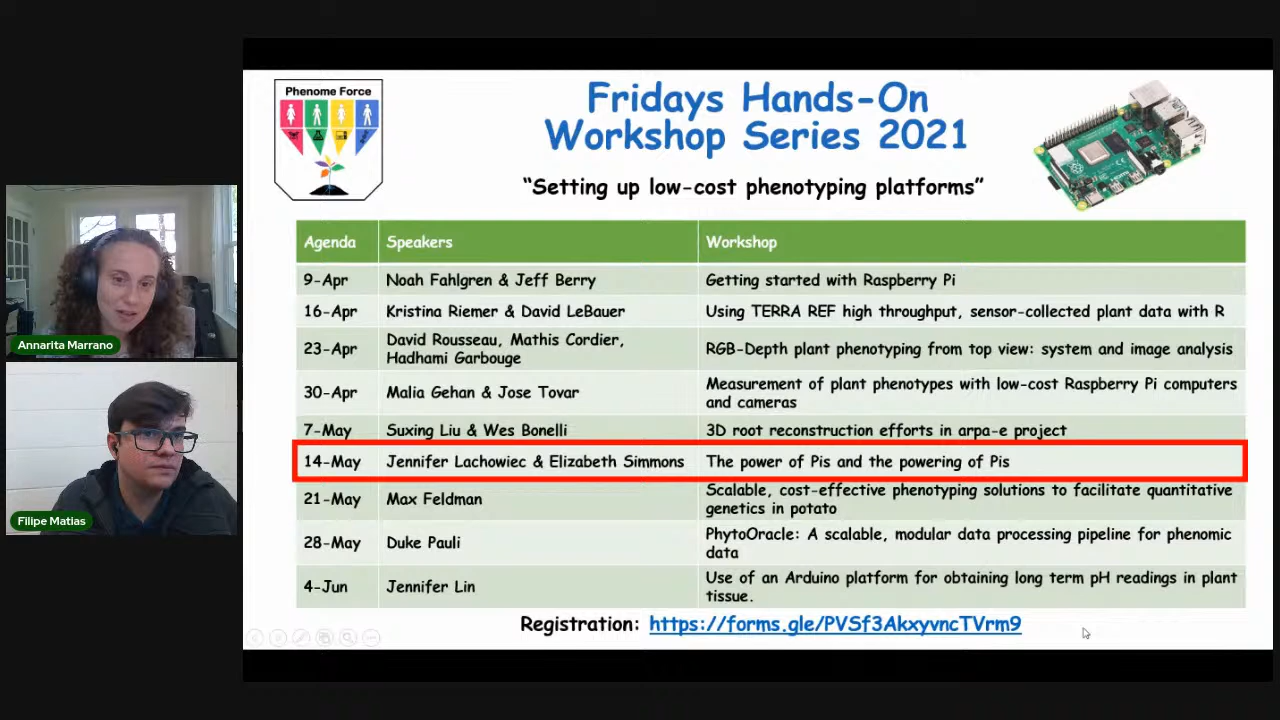 Phenome Force
Fridays Hands-On
Workshop Series 2021
“Setting up low-cost phenotyping platforms”
Agenda Speakers Workshop
9-Apr Noah Fahlgren & Jeff Berry Getting started with Raspberry Pi
16-Apr Kristina Riemer & David LeBauer Using TERRA REF high throughput, sensor-collected plant data with R
23-Apr David Rousseau, Mathis Cordier,
Hadhami Garbouge RGB-Depth plant phenotyping from top view: system and image analysis
30-Apr Malia Gehan & Jose Tovar Measurement of plant phenotypes with low-cost Raspberry Pi computers
and cameras
7-May Suxing Liu & Wes Bonelli 3D root reconstruction efforts in arpa-e project
14-May Jennifer Lachowiec & Elizabeth Simmons The power of Pis and the powering of Pis
21-May Max Feldman Scalable, cost-effective phenotyping solutions to facilitate quantitative
genetics in potato
28-May Duke Pauli PhytoOracle: A scalable, modular data processing pipeline for phenomic
data
4-Jun Jennifer Lin Use of an Arduino platform for obtaining long term pH readings in plant
tissue.
Registration: https://forms.gle/PVSf3AkxyvncTVrm9
Annarita Marrano
Filipe Matias